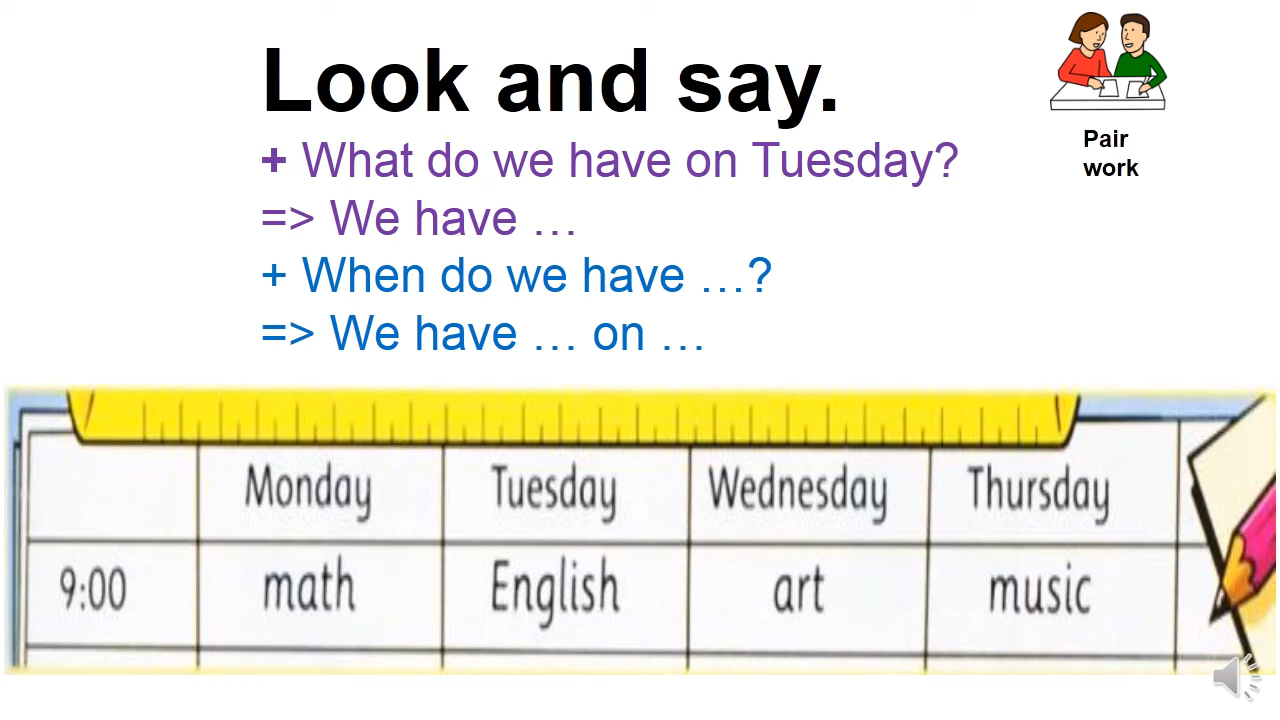 Look and say.
Pair
work
+ What do we have on Tuesday?
=> We have …
+ When do we have …?
=> We have … on …
Monday Tuesday Wednesday Thursday
9:00 math English art music